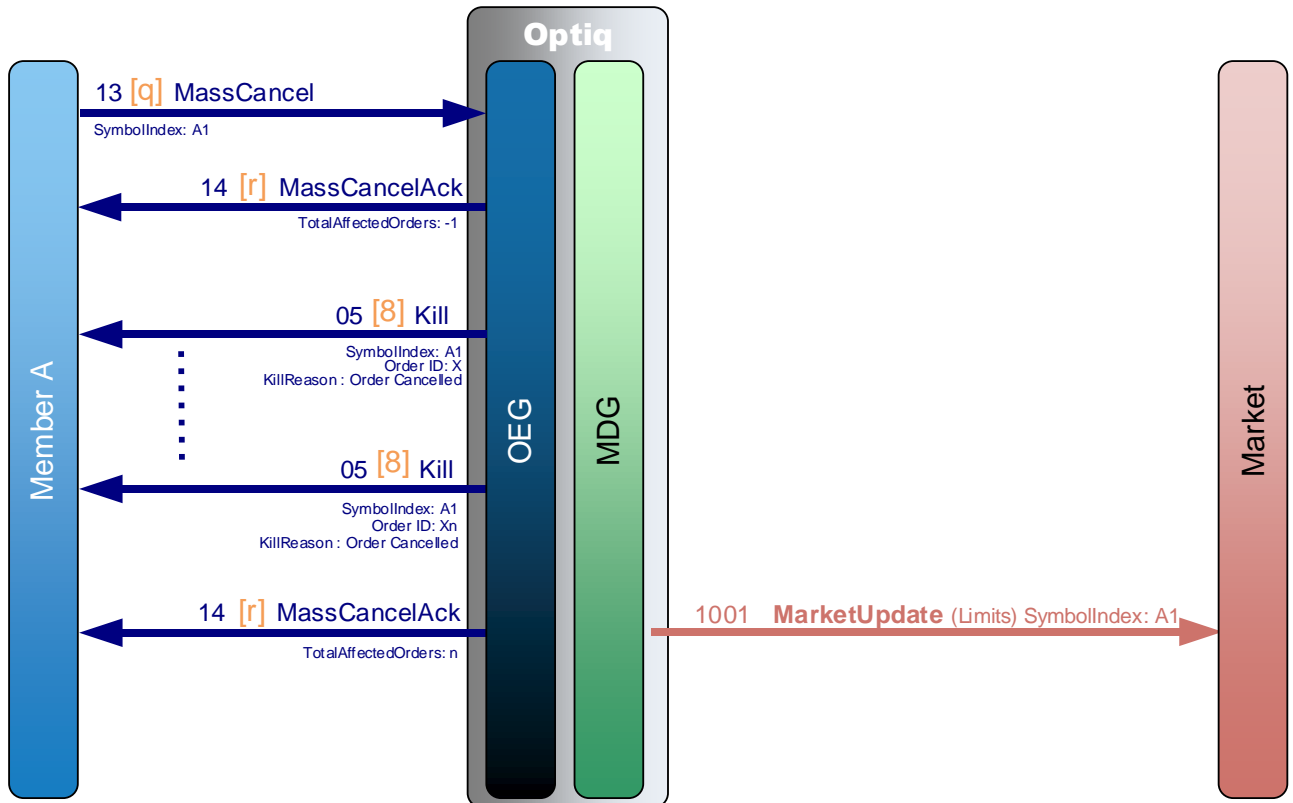 Optiq
13 [q] MassCancel
SymbolIndex: A1
14 [r] MassCancelAck
TotalAffectedOrders: -1
05 [8] Kill
SymbolIndex: A1
Order ID: X
KillReason : Order Cancelled
Member A
OEG
MDG
Market
05 [8] Kill
SymbolIndex: A1
Order ID: Xn
KillReason : Order Cancelled
14 [r] MassCancelAck
TotalAffectedOrders: n
1001 MarketUpdate (Limits) SymbolIndex: A1